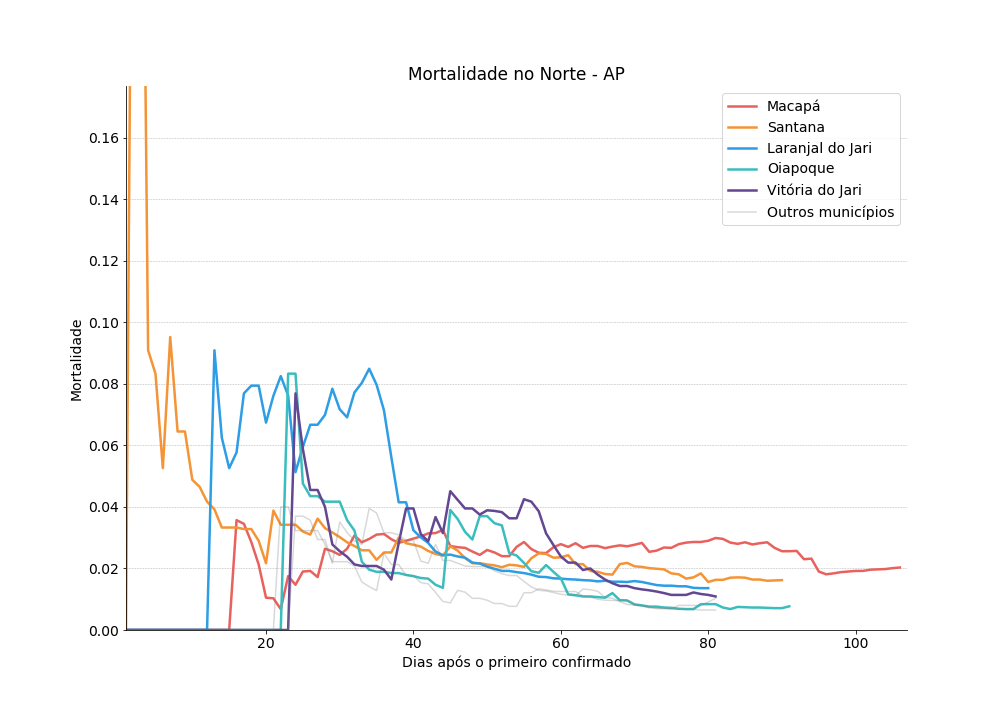 Mortalidade no Norte - AP
Macapá
Santana
Laranjal do Jari
Oiapoque
Vitória do Jari
Outros municípios
Mortalidade
0.16
0.14
0.12
0.10
0.08
0.06
0.04
0.02
0.00
20 40 60 80 100
Dias após o primeiro confirmado